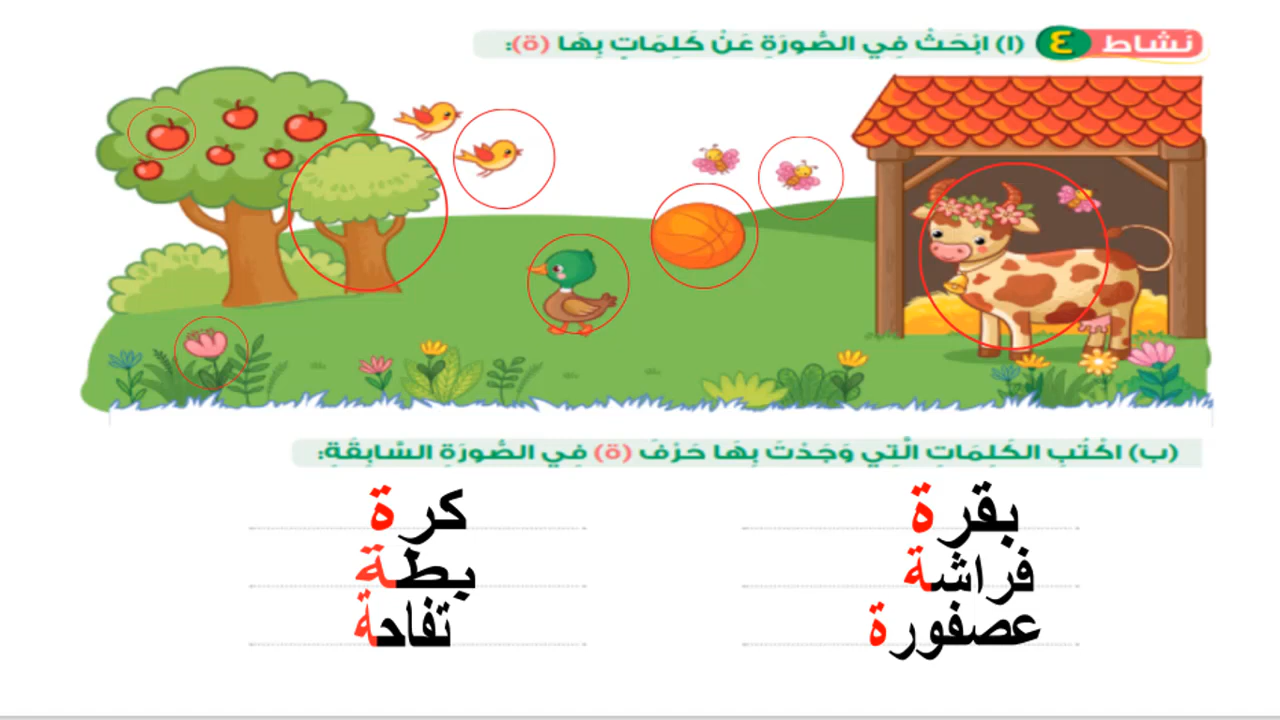 نَشاط ٤ (ا) ابْحَثْ فِي الصُّورَةِ عَنْ كَلِمَاتٍ بِهَا (ة):
(ب) اكْتُبِ الكَلِمَاتِ الَّتِي وَجَدْتَ بِهَا حَرْفَ (ة) فِي الصُّورَةِ السَّابِقَةِ:
بقرة كرة
فراشة بطة
عصفورة تفاحة